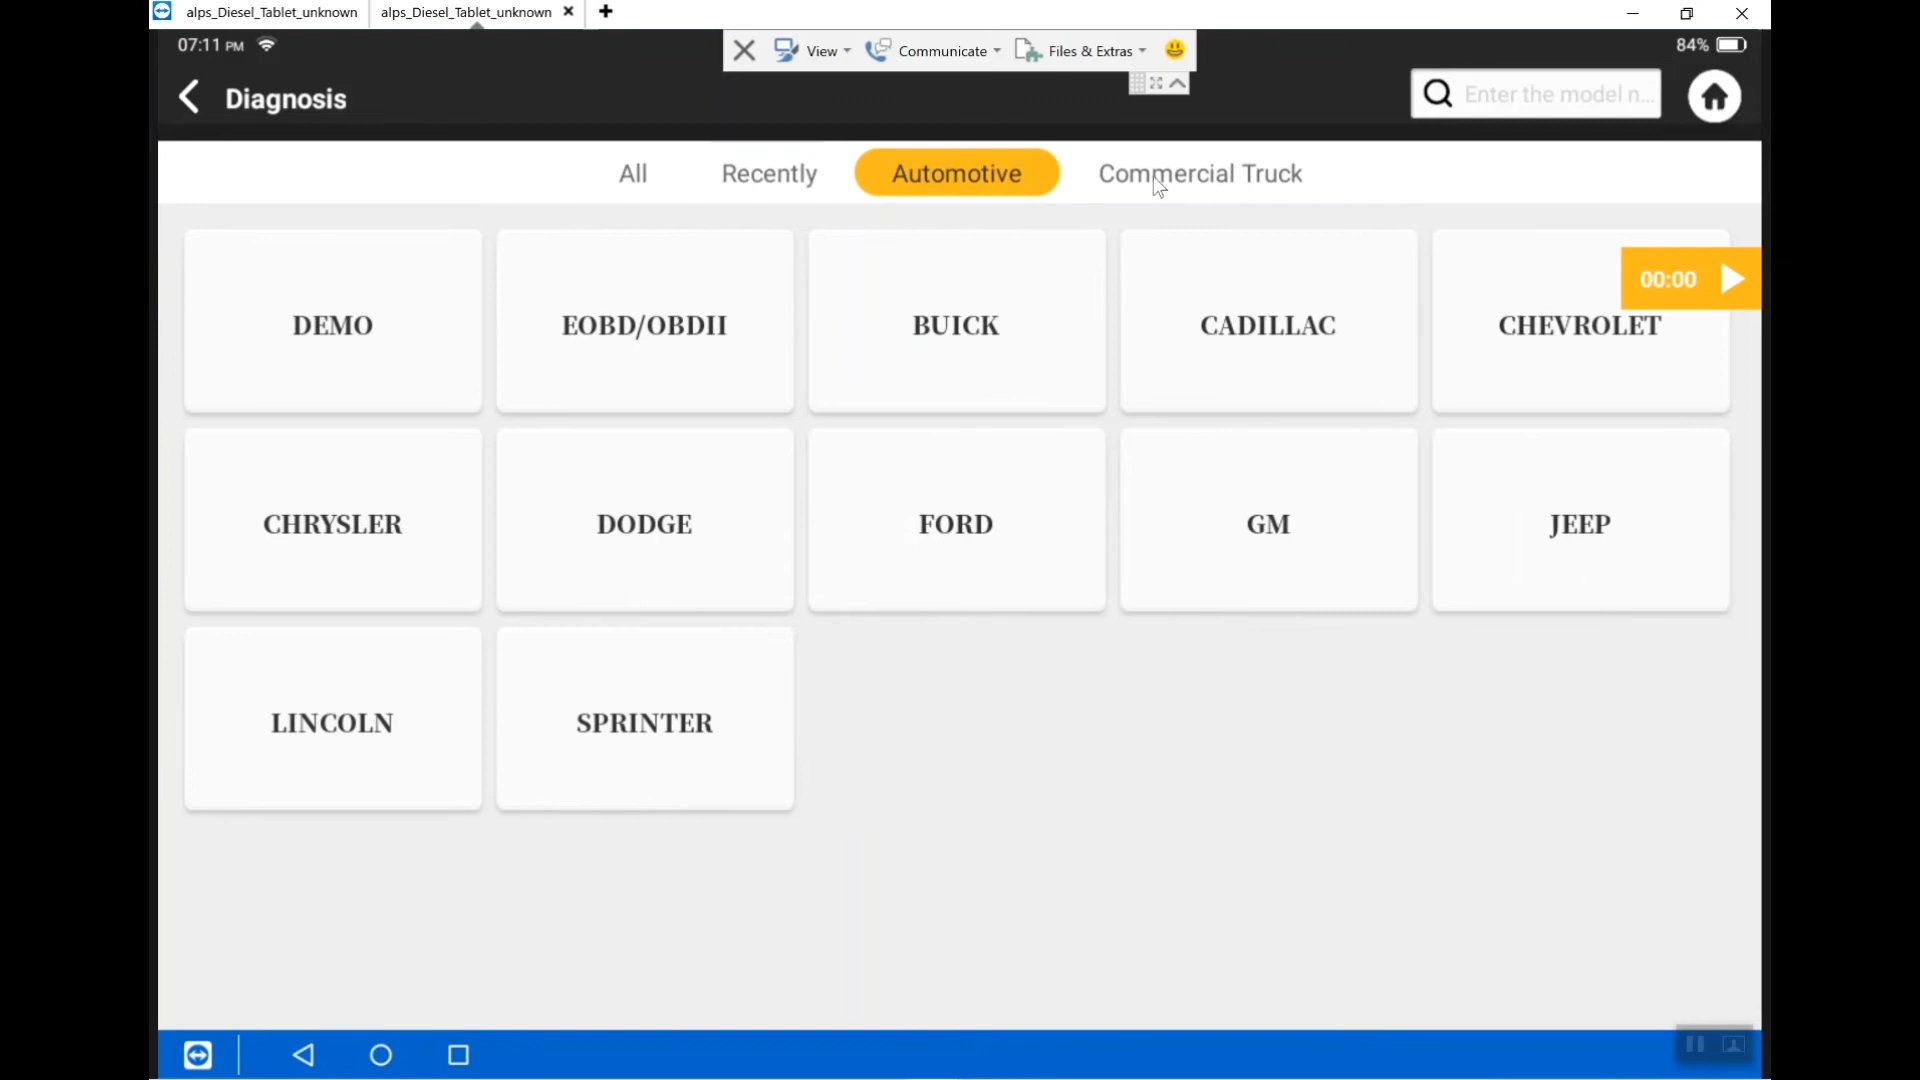 alps_Diesel_Tablet_unknown alps_Diesel_Tablet_unknown
07:11 PM
View Communicate Files & Extras
84%
Diagnosis
Enter the model n...
All Recently Automotive Commercial Truck
00:00
DEMO EOBD/OBDII BUICK CADILLAC CHEVROLET
CHRYSLER DODGE FORD GM JEEP
LINCOLN SPRINTER